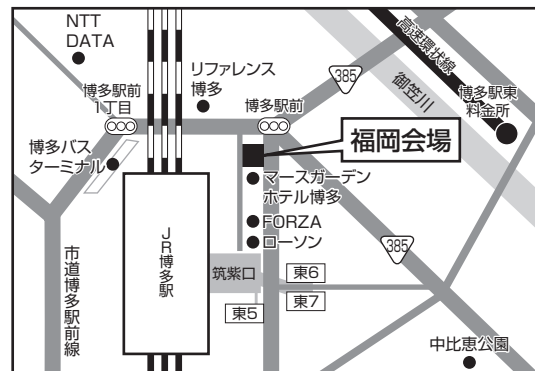 NTT
DATA
リファレンス
博多
385
高速環状線
御笠川
博多駅東
料金所
博多駅前
1丁目
博多駅前
福岡会場
博多バス
ターミナル
マースガーデン
ホテル博多
FORZA
ローソン
JR博多駅
筑紫口
385
東6
東7
東5
市道博多駅前線
中比恵公園